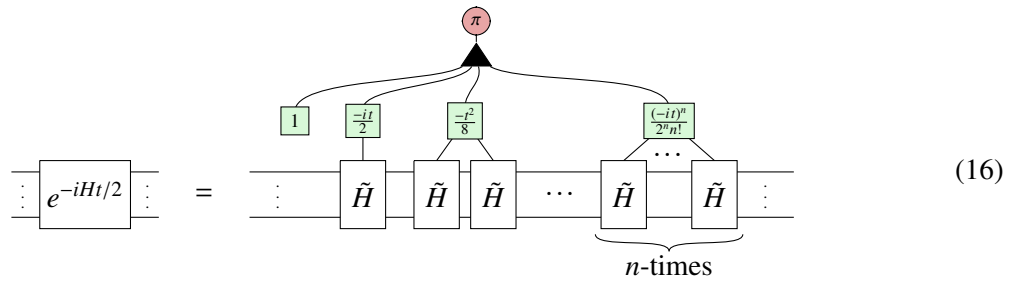 π
1 −it/2 −t²/8 (−it)ⁿ/2ⁿn!
⋯
e^{−iHt/2} = H̃ H̃ H̃ ⋯ H̃ H̃ (16)
n-times